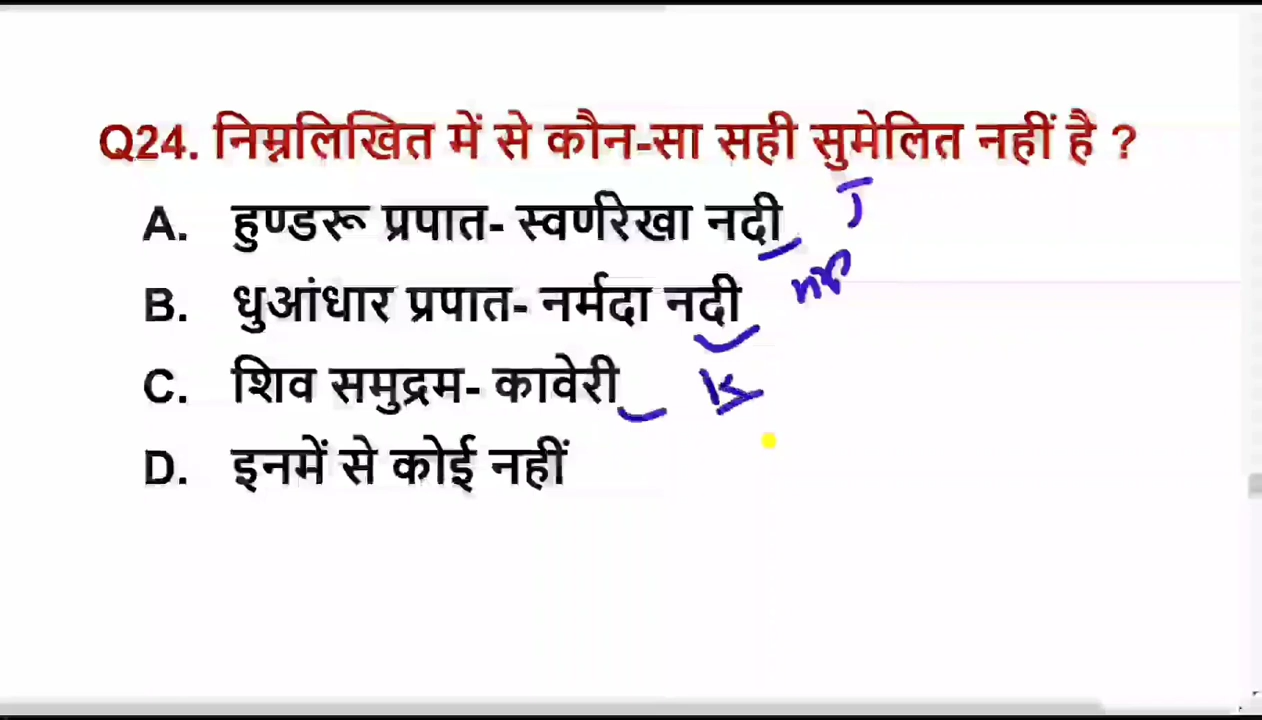 Q24. निम्नलिखित में से कौन-सा सही सुमेलित नहीं है ?
A. हुण्डरू प्रपात- स्वर्णरेखा नदी J
B. धुआंधार प्रपात- नर्मदा नदी
C. शिव समुद्रम- कावेरी K
D. इनमें से कोई नहीं